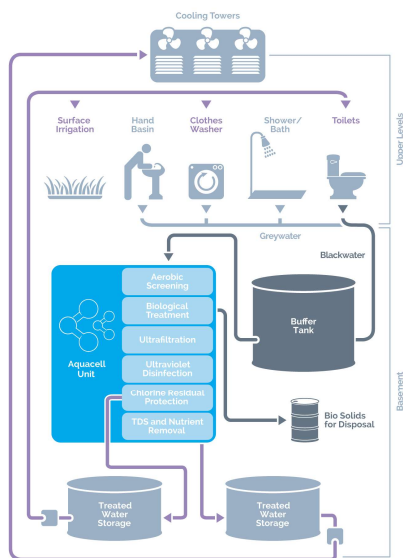 Cooling Towers
Surface
Irrigation
Hand
Basin
Clothes
Washer
Shower/
Bath
Toilets
Upper Levels
Greywater
Blackwater
Aquacell
Unit
Aerobic
Screening
Biological
Treatment
Ultrafiltration
Ultraviolet
Disinfection
Chlorine Residual
Protection
TDS and Nutrient
Removal
Buffer
Tank
Bio Solids
for Disposal
Basement
Treated
Water
Storage
Treated
Water
Storage